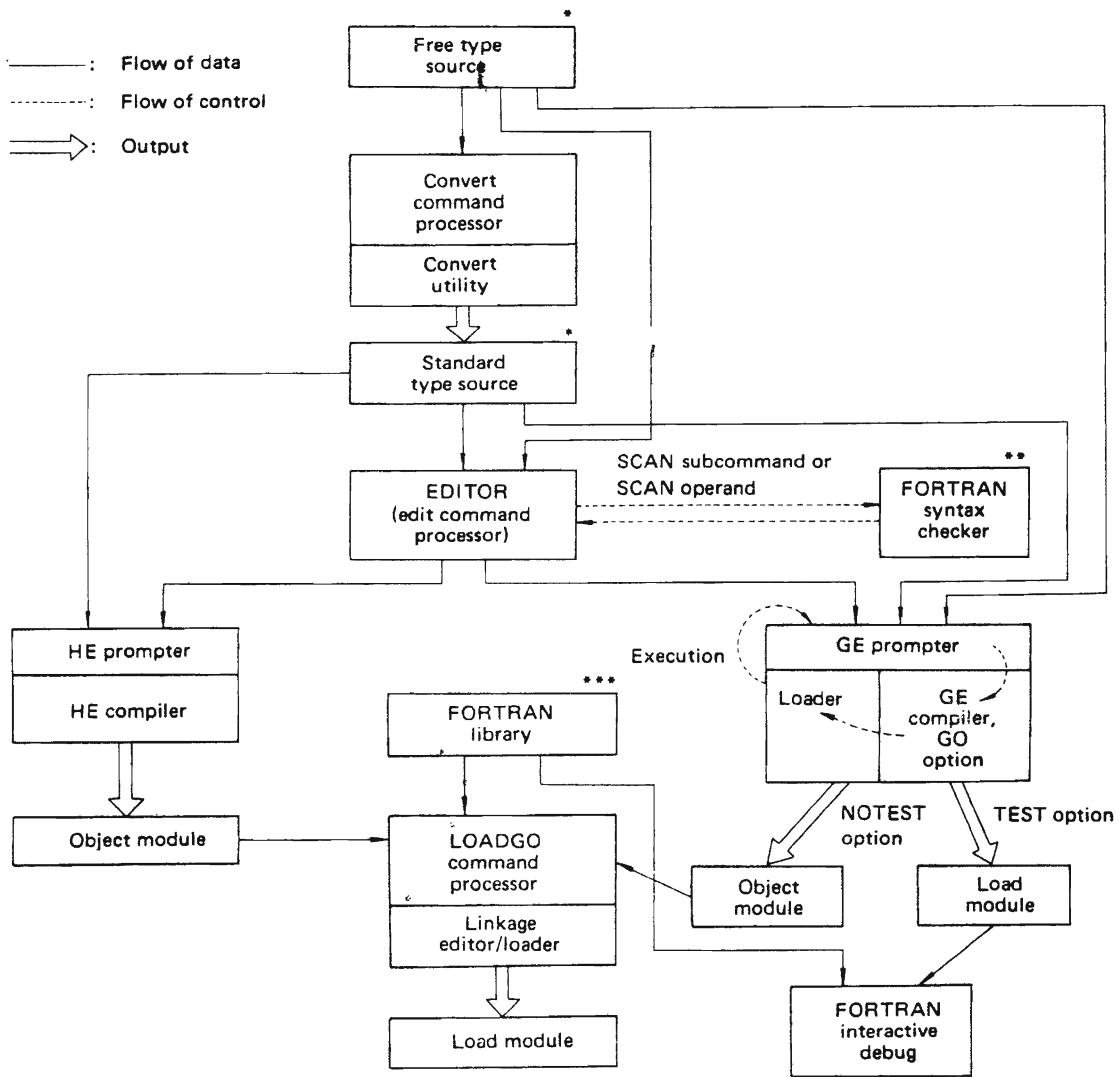 *
Free type
source
: Flow of data
: Flow of control
: Output
Convert
command
processor
Convert
utility
*
Standard
type source
EDITOR
(edit command
processor)
SCAN subcommand or
SCAN operand
**
FORTRAN
syntax
checker
HE prompter
HE compiler
Object module
***
FORTRAN
library
Execution
GE prompter
Loader
GE
compiler,
GO
option
LOADGO
command
processor
Linkage
editor/loader
Load module
NOTEST
option
TEST option
Object
module
Load
module
FORTRAN
interactive
debug